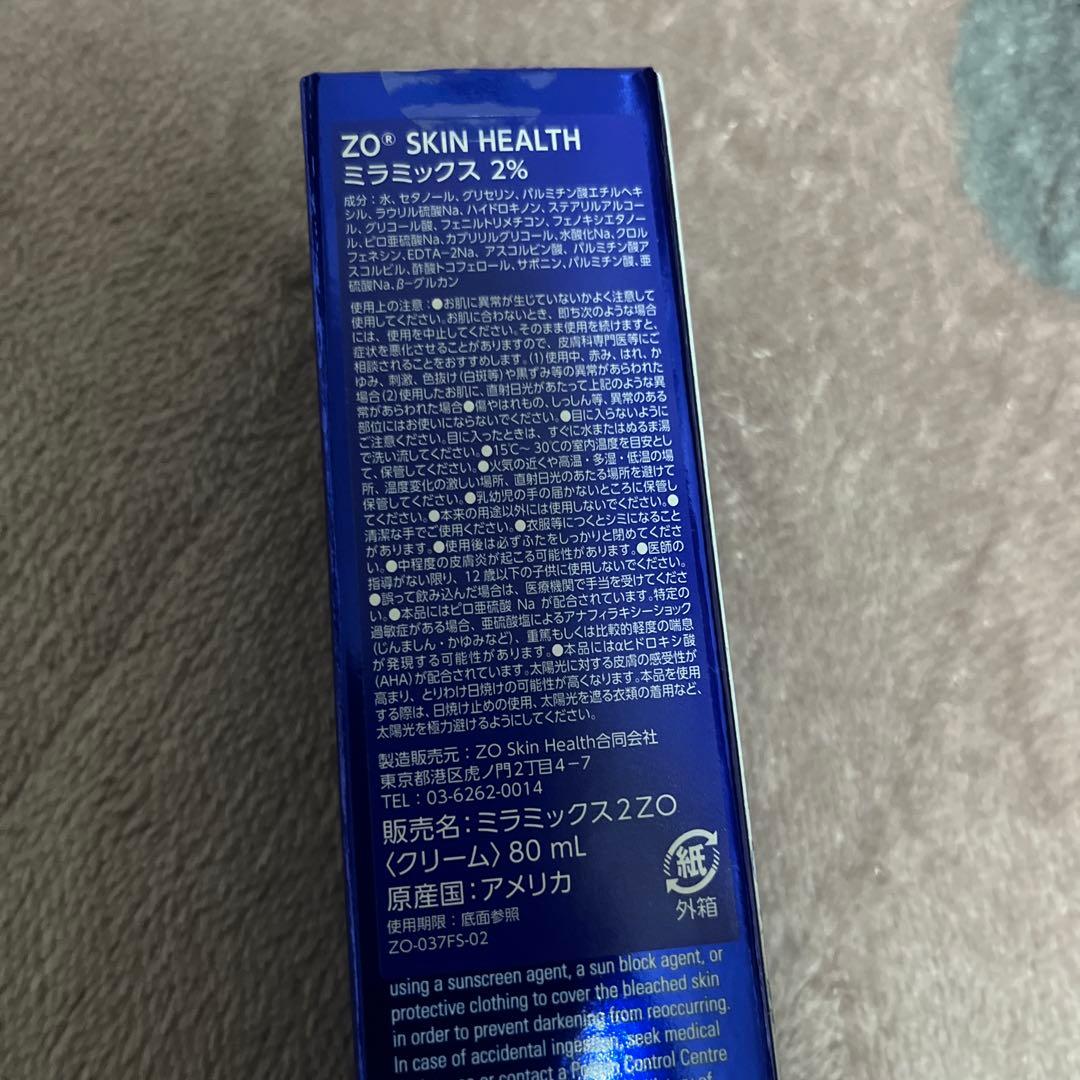 ZO® SKIN HEALTH
ミラミックス 2%
成分：水、セタノール、グリセリン、パルミチン酸エチルヘキ
シル、ラウリル硫酸Na、ハイドロキノン、ステアリルアルコー
ル、グリコール酸、フェニルトリメチコン、フェノキシエタノー
ル、ピロ亜硫酸Na、カプリリルグリコール、水酸化Na、クロル
フェネシン、EDTA-2Na、アスコルビン酸、パルミチン酸ア
スコルビル、酢酸トコフェロール、サポニン、パルミチン酸、亜
硫酸Na、β-グルカン
使用上の注意：●お肌に異常が生じていないかよく注意して
使用してください。お肌に合わないとき、即ち次のような場合
には、使用を中止してください。そのまま使用を続けますと、
症状を悪化させることがありますので、皮膚科専門医等にご
相談されることをおすすめします。(1)使用中、赤み、はれ、か
ゆみ、刺激、色抜け(白斑等)や黒ずみ等の異常があらわれた
場合(2)使用したお肌に、直射日光があたって上記のような異
常があらわれた場合●傷やはれもの、しっしん等、異常のある
部位にはお使いにならないでください。●目に入らないように
ご注意ください。目に入ったときは、すぐに水またはぬるま湯
で洗い流してください。●15℃～30℃の室内温度を目安とし
て、保管してください。●火気の近くや高温・多湿・低温の場
所、温度変化の激しい場所、直射日光のあたる場所を避けて
保管してください。●乳幼児の手の届かないところに保管し
てください。●本来の用途以外には使用しないでください。●
清潔な手でご使用ください。●衣服等につくとシミになること
があります。●使用後は必ずふたをしっかりと閉めてくださ
い。●中程度の皮膚炎が起こる可能性があります。●医師の
指導がない限り、12歳以下の子供に使用しないでください。
●誤って飲み込んだ場合は、医療機関で手当を受けてくださ
い。●本品にはピロ亜硫酸 Na が配合されています。特定の
過敏症がある場合、亜硫酸塩によるアナフィラキシーショック
(じんましん・かゆみなど)、重篤もしくは比較的軽度の喘息
が発現する可能性があります。●本品にはαヒドロキシ酸
(AHA)が配合されています。太陽光に対する皮膚の感受性が
高まり、とりわけ日焼けの可能性が高くなります。本品を使用
する際は、日焼け止めの使用、太陽光を遮る衣類の着用など、
太陽光を極力避けるようにしてください。
製造販売元：ZO Skin Health合同会社
東京都港区虎ノ門2丁目4-7
TEL：03-6262-0014
販売名：ミラミックス2ZO
〈クリーム〉80 mL
原産国：アメリカ
使用期限：底面参照
ZO-037FS-02
紙
外箱
using a sunscreen agent, a sun block agent, or
protective clothing to cover the bleached skin
in order to prevent darkening from reoccurring.
In case of accidental ingestion, seek medical
or contact a Poison Control Centre